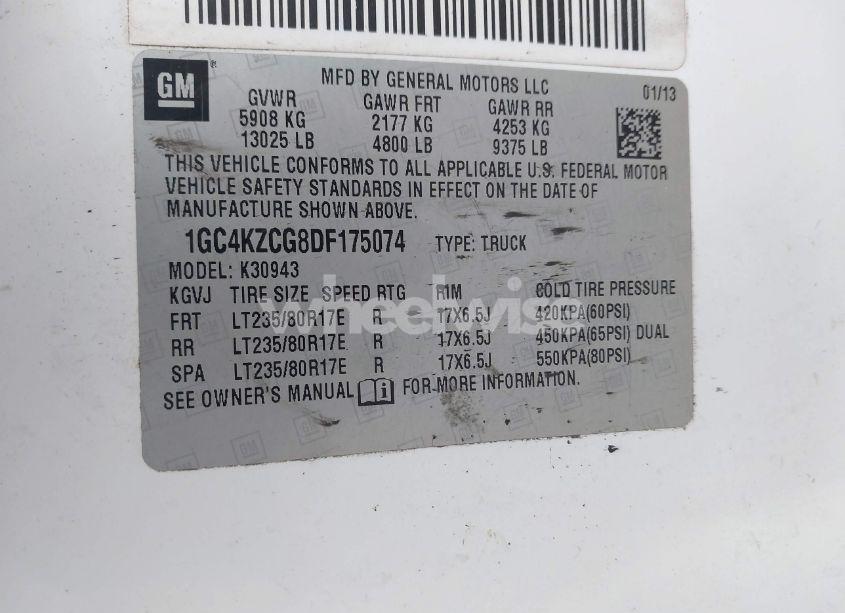 GM
MFD BY GENERAL MOTORS LLC
01/13
GVWR GAWR FRT GAWR RR
5908 KG 2177 KG 4253 KG
13025 LB 4800 LB 9375 LB
THIS VEHICLE CONFORMS TO ALL APPLICABLE U.S. FEDERAL MOTOR
VEHICLE SAFETY STANDARDS IN EFFECT ON THE DATE OF
MANUFACTURE SHOWN ABOVE.
1GC4KZCG8DF175074 TYPE: TRUCK
MODEL: K30943
KGVJ TIRE SIZE SPEED RTG RIM COLD TIRE PRESSURE
FRT LT235/80R17E R 17X6.5J 420KPA(60PSI)
RR LT235/80R17E R 17X6.5J 450KPA(65PSI) DUAL
SPA LT235/80R17E R 17X6.5J 550KPA(80PSI)
SEE OWNER'S MANUAL i FOR MORE INFORMATION.
wheelwise